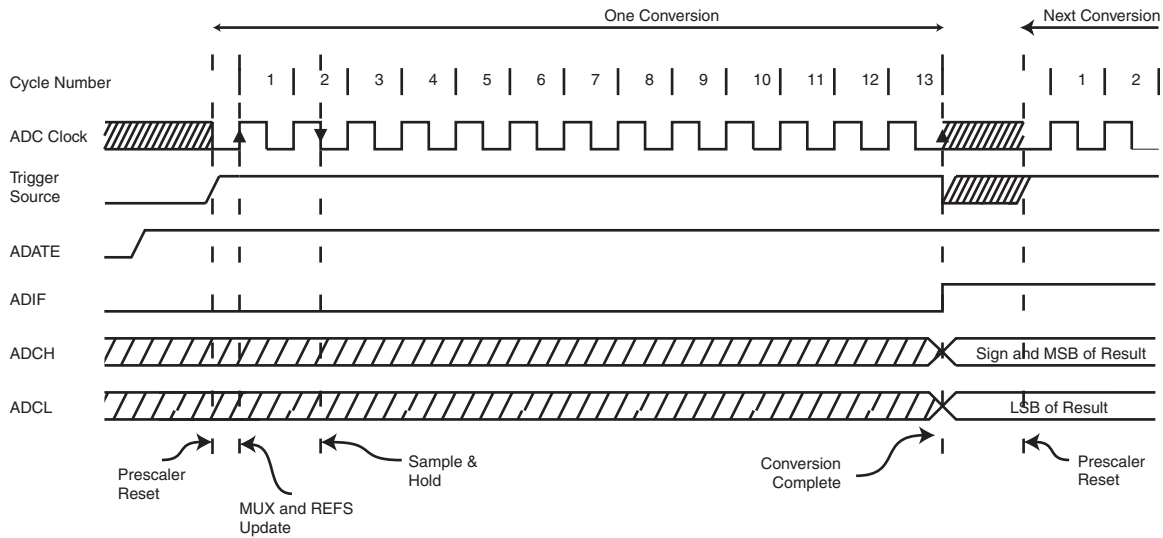 One Conversion
Next Conversion
Cycle Number
1 2 3 4 5 6 7 8 9 10 11 12 13 1 2
ADC Clock
Trigger
Source
ADATE
ADIF
ADCH
Sign and MSB of Result
ADCL
LSB of Result
Prescaler
Reset
MUX and REFS
Update
Sample &
Hold
Conversion
Complete
Prescaler
Reset